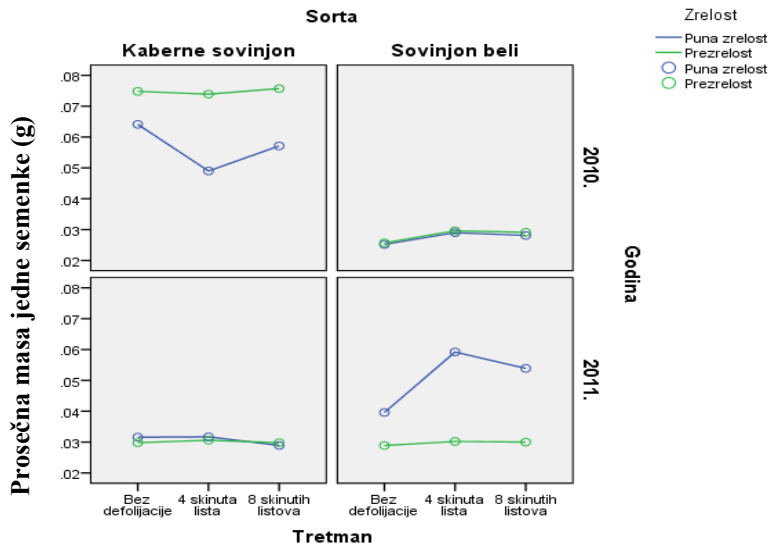 Sorta
Kaberne sovinjon
Sovinjon beli
Zrelost
Puna zrelost
Prezrelost
Puna zrelost
Prezrelost
Prosečna masa jedne semenke (g)
.08
.07
.06
.05
.04
.03
.02
.08
.07
.06
.05
.04
.03
.02
2010.
2011.
Godina
Bez
defolijacije
4 skinuta
lista
8 skinutih
listova
Bez
defolijacije
4 skinuta
lista
8 skinutih
listova
Tretman